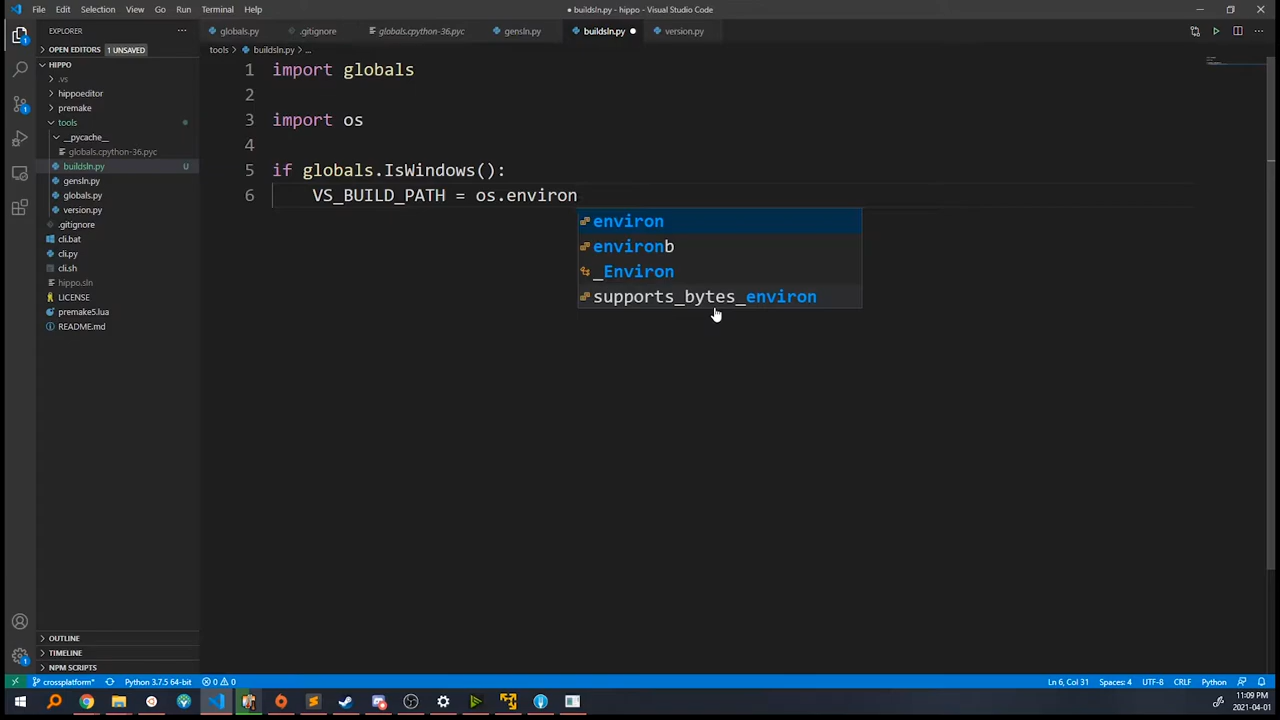 File Edit Selection View Go Run Terminal Help
● buildsln.py - hippo - Visual Studio Code
EXPLORER ...
globals.py .gitignore globals.cpython-36.pyc gensln.py buildsln.py ● version.py
OPEN EDITORS 1 UNSAVED
tools > buildsln.py > ...
HIPPO
.vs
hippoeditor
premake
tools
__pycache__
globals.cpython-36.pyc
buildsln.py U
gensln.py
globals.py
version.py
.gitignore
cli.bat
cli.py
cli.sh
hippo.sln
LICENSE
premake5.lua
README.md
1 import globals
2
3 import os
4
5 if globals.IsWindows():
6 VS_BUILD_PATH = os.environ
environ
environb
_Environ
supports_bytes_environ
OUTLINE
TIMELINE
NPM SCRIPTS
crossplatform* Python 3.7.5 64-bit 0 0 Ln 6, Col 31 Spaces: 4 UTF-8 CRLF Python
11:09 PM
2021-04-01